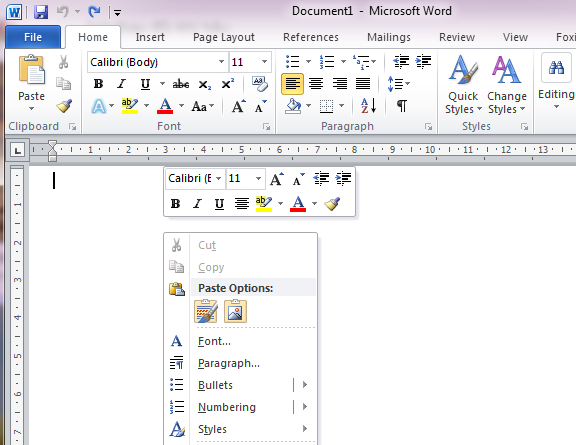 Document1 - Microsoft Word
File Home Insert Page Layout References Mailings Review View Foxi
Calibri (Body) 11
Paste
B I U abc x₂ x² Aa
Quick Styles Change Styles
Editing
Clipboard Font Paragraph Styles
1 1 2 3 4 5 6 7 8 9 10 11 12 13
Calibri (E 11
B I U
Cut
Copy
Paste Options:
Font...
Paragraph...
Bullets
Numbering
Styles